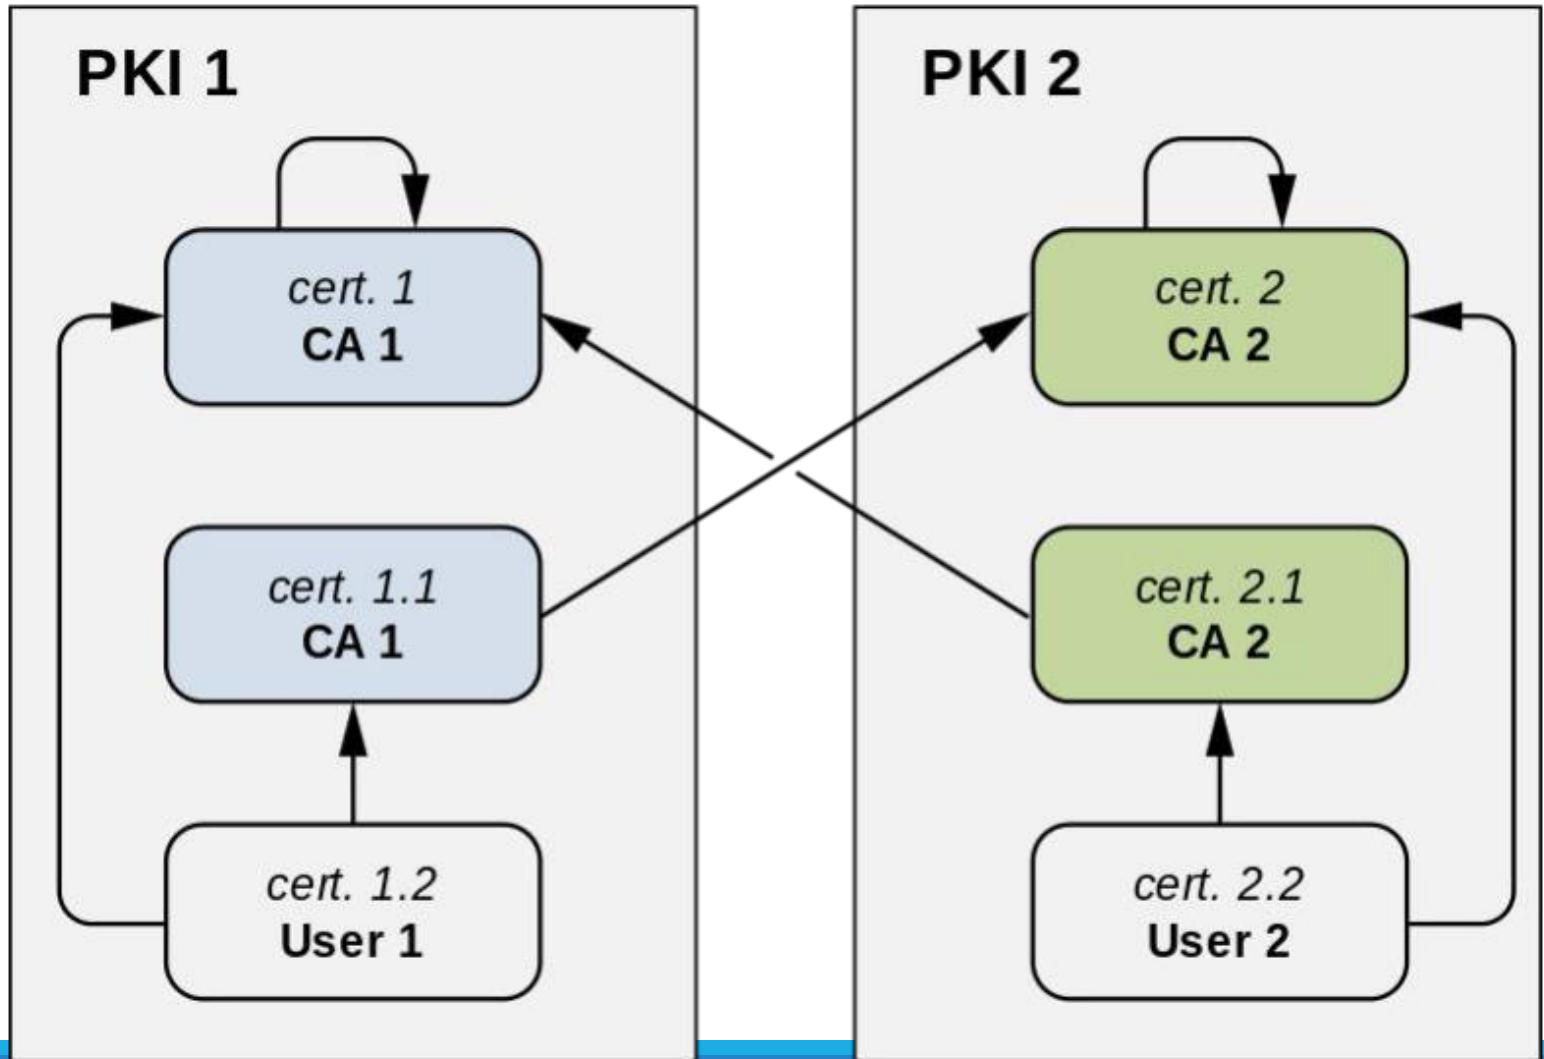 PKI 1
cert. 1
CA 1
cert. 1.1
CA 1
cert. 1.2
User 1
PKI 2
cert. 2
CA 2
cert. 2.1
CA 2
cert. 2.2
User 2